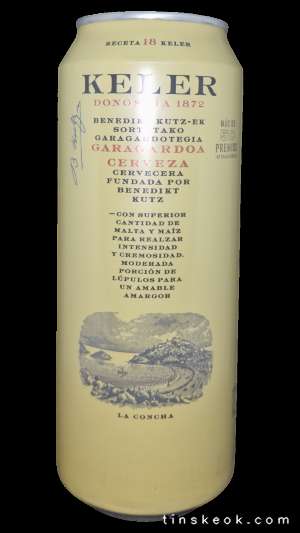 RECETA 18 KELER
KELER
DONOSTIA 1872
BENEDIKT KUTZ-EK
SORTUTAKO
GARAGARDOTEGIA
GARAGARDOA
CERVEZA
CERVECERA
FUNDADA POR
BENEDIKT
KUTZ
—CON SUPERIOR
CANTIDAD DE
MALTA Y MAÍZ
PARA REALZAR
INTENSIDAD
Y CREMOSIDAD.
MODERADA
PORCIÓN DE
LÚPULOS PARA
UN AMABLE
AMARGOR
LA CONCHA
tinskeok.com